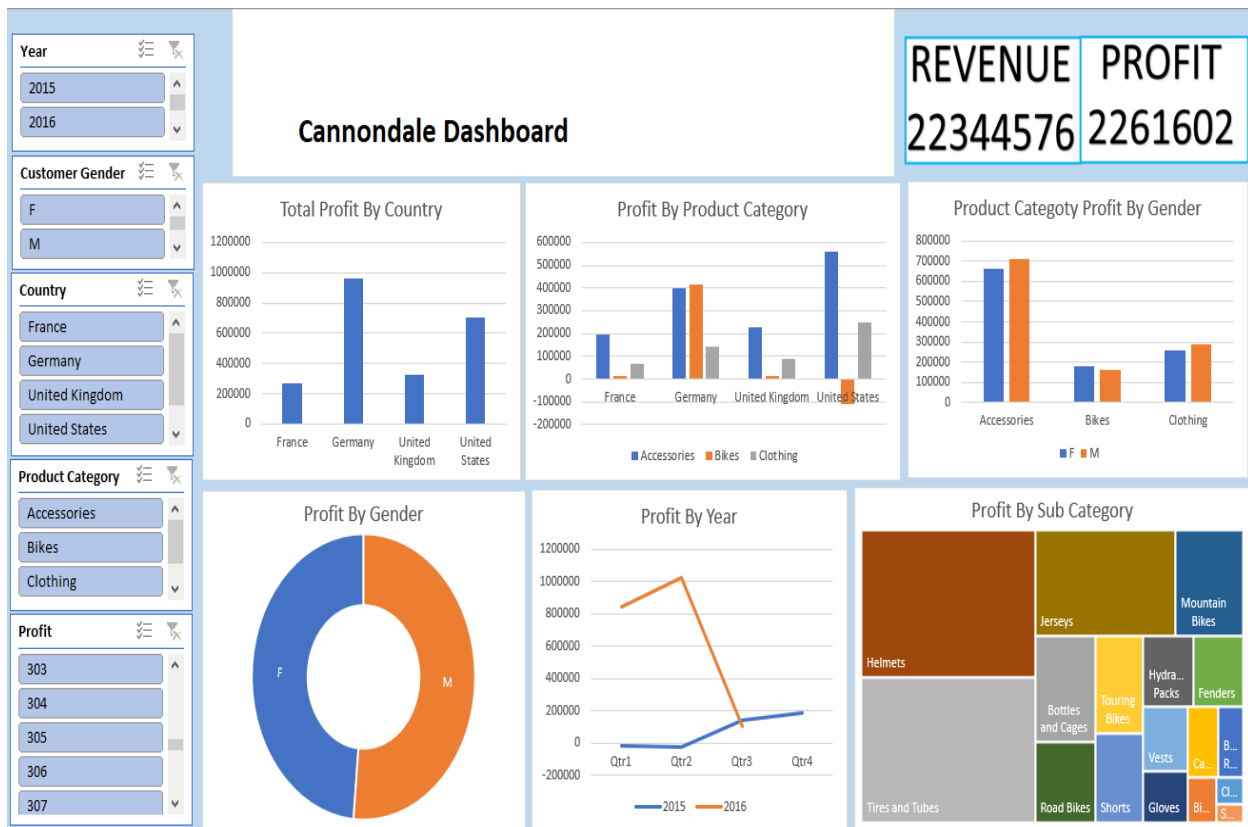 Year
2015
2016
Customer Gender
F
M
Country
France
Germany
United Kingdom
United States
Product Category
Accessories
Bikes
Clothing
Profit
303
304
305
306
307
Cannondale Dashboard
REVENUE
22344576
PROFIT
2261602
Total Profit By Country
1200000
1000000
800000
600000
400000
200000
0
France
Germany
United
Kingdom
United
States
Profit By Product Category
600000
500000
400000
300000
200000
100000
0
-100000
-200000
France
Germany
United Kingdom
United States
Accessories
Bikes
Clothing
Product Categoty Profit By Gender
800000
700000
600000
500000
400000
300000
200000
100000
0
Accessories
Bikes
Clothing
F
M
Profit By Gender
F
M
Profit By Year
1200000
1000000
800000
600000
400000
200000
0
-200000
Qtr1
Qtr2
Qtr3
Qtr4
2015
2016
Profit By Sub Category
Helmets
Tires and Tubes
Jerseys
Mountain
Bikes
Bottles
and Cages
Touring
Bikes
Hydra...
Packs
Fenders
Road Bikes
Shorts
Vests
Gloves
Ca...
B...
R...
Bi...
Cl...
S...